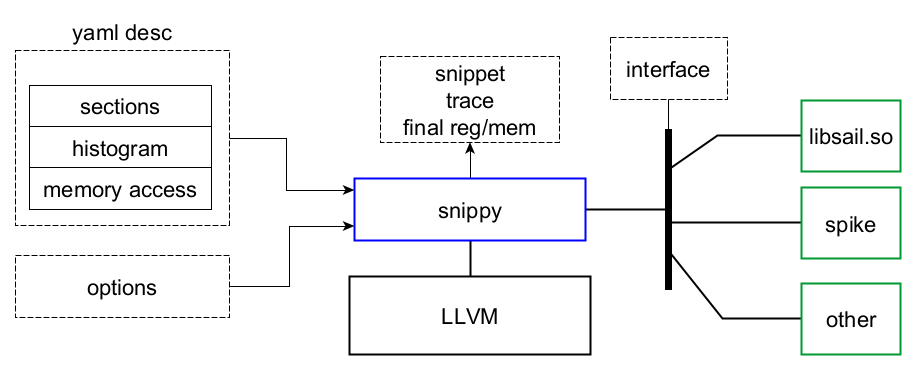 yaml desc
sections
histogram
memory access
options
snippet
trace
final reg/mem
snippy
LLVM
interface
libsail.so
spike
other